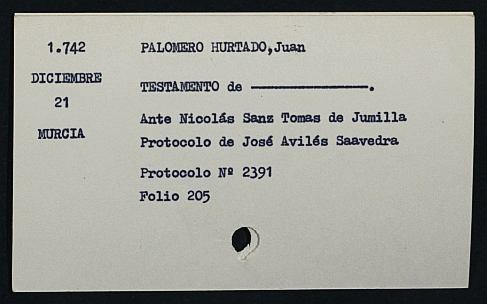 1.742
DICIEMBRE
21
MURCIA
PALOMERO HURTADO,Juan
TESTAMENTO de ————————.
Ante Nicolás Sanz Tomas de Jumilla
Protocolo de José Avilés Saavedra
Protocolo Nº 2391
Folio 205